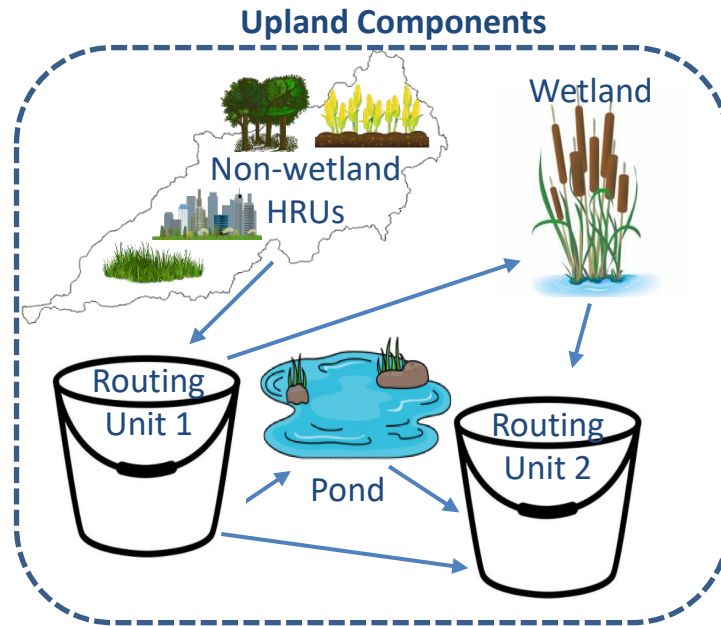 Upland Components
Wetland
Non-wetland
HRUs
Routing
Unit 1
Pond
Routing
Unit 2